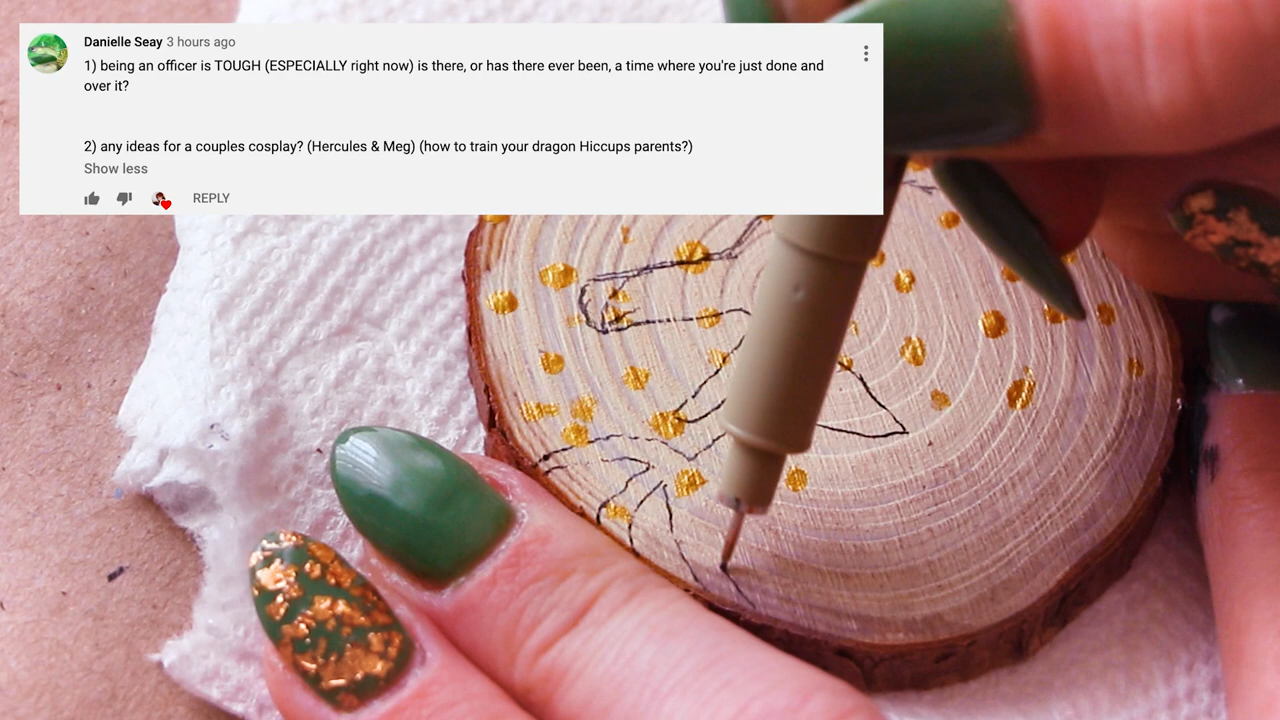 Danielle Seay 3 hours ago
1) being an officer is TOUGH (ESPECIALLY right now) is there, or has there ever been, a time where you're just done and
over it?
2) any ideas for a couples cosplay? (Hercules & Meg) (how to train your dragon Hiccups parents?)
Show less
REPLY